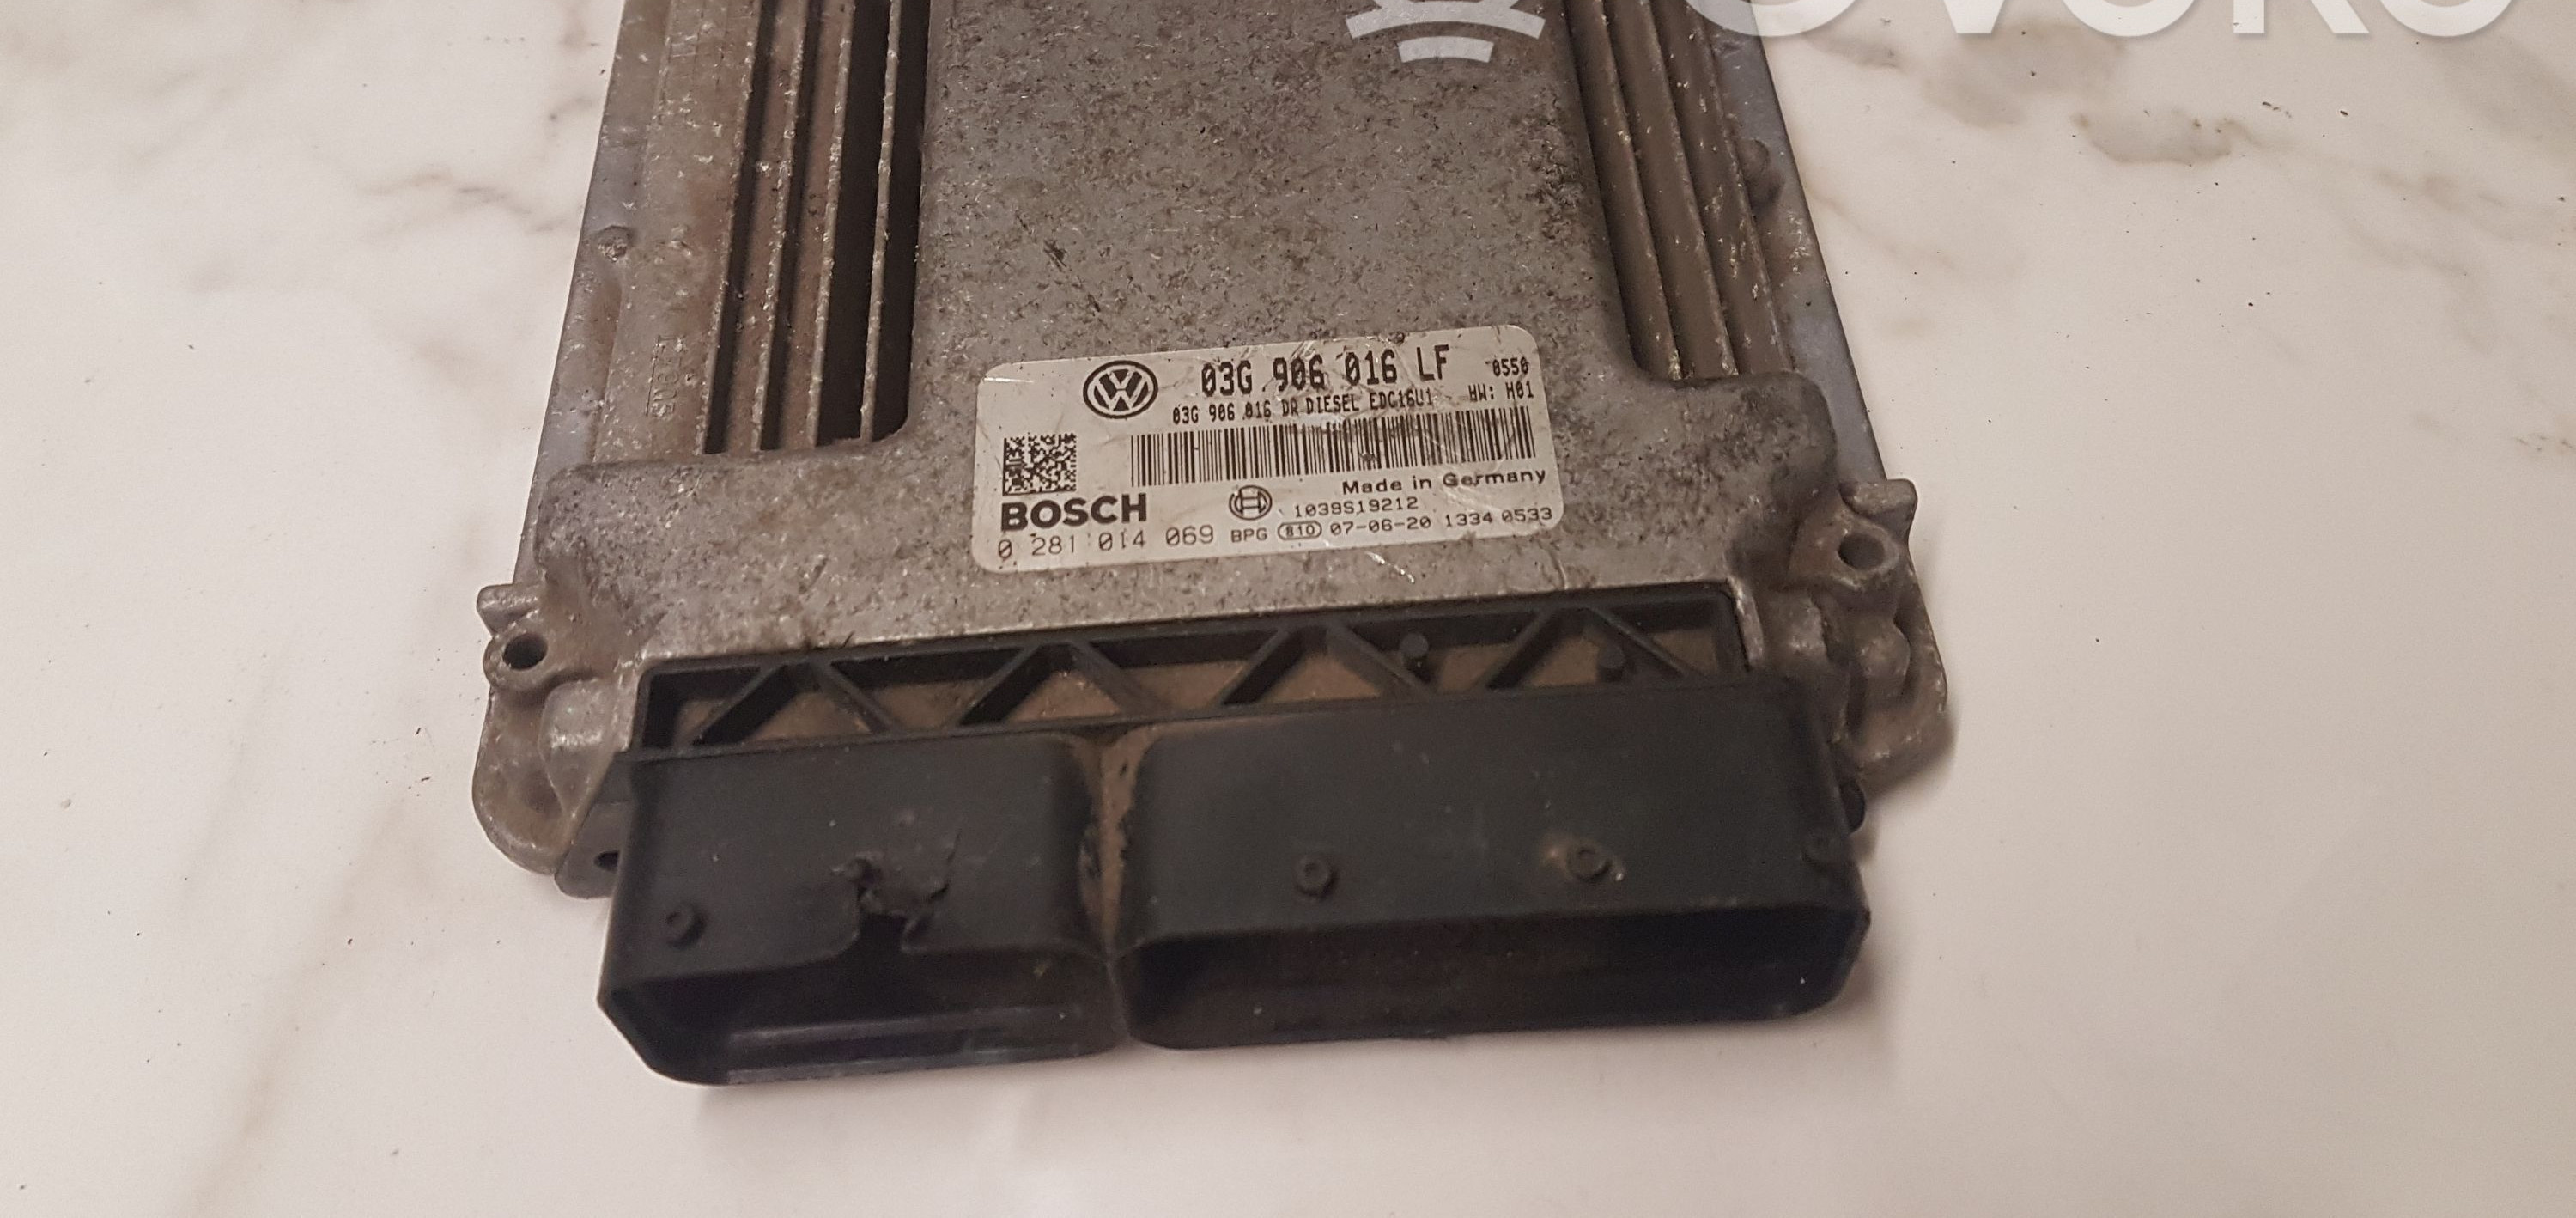 03G 906 016 LF 0550
03G 906 016 DR DIESEL EDC16U1 HW: H01
Made in Germany
BOSCH 1039S19212
0 281 014 069 BPG 810 07-06-20 1334 0533